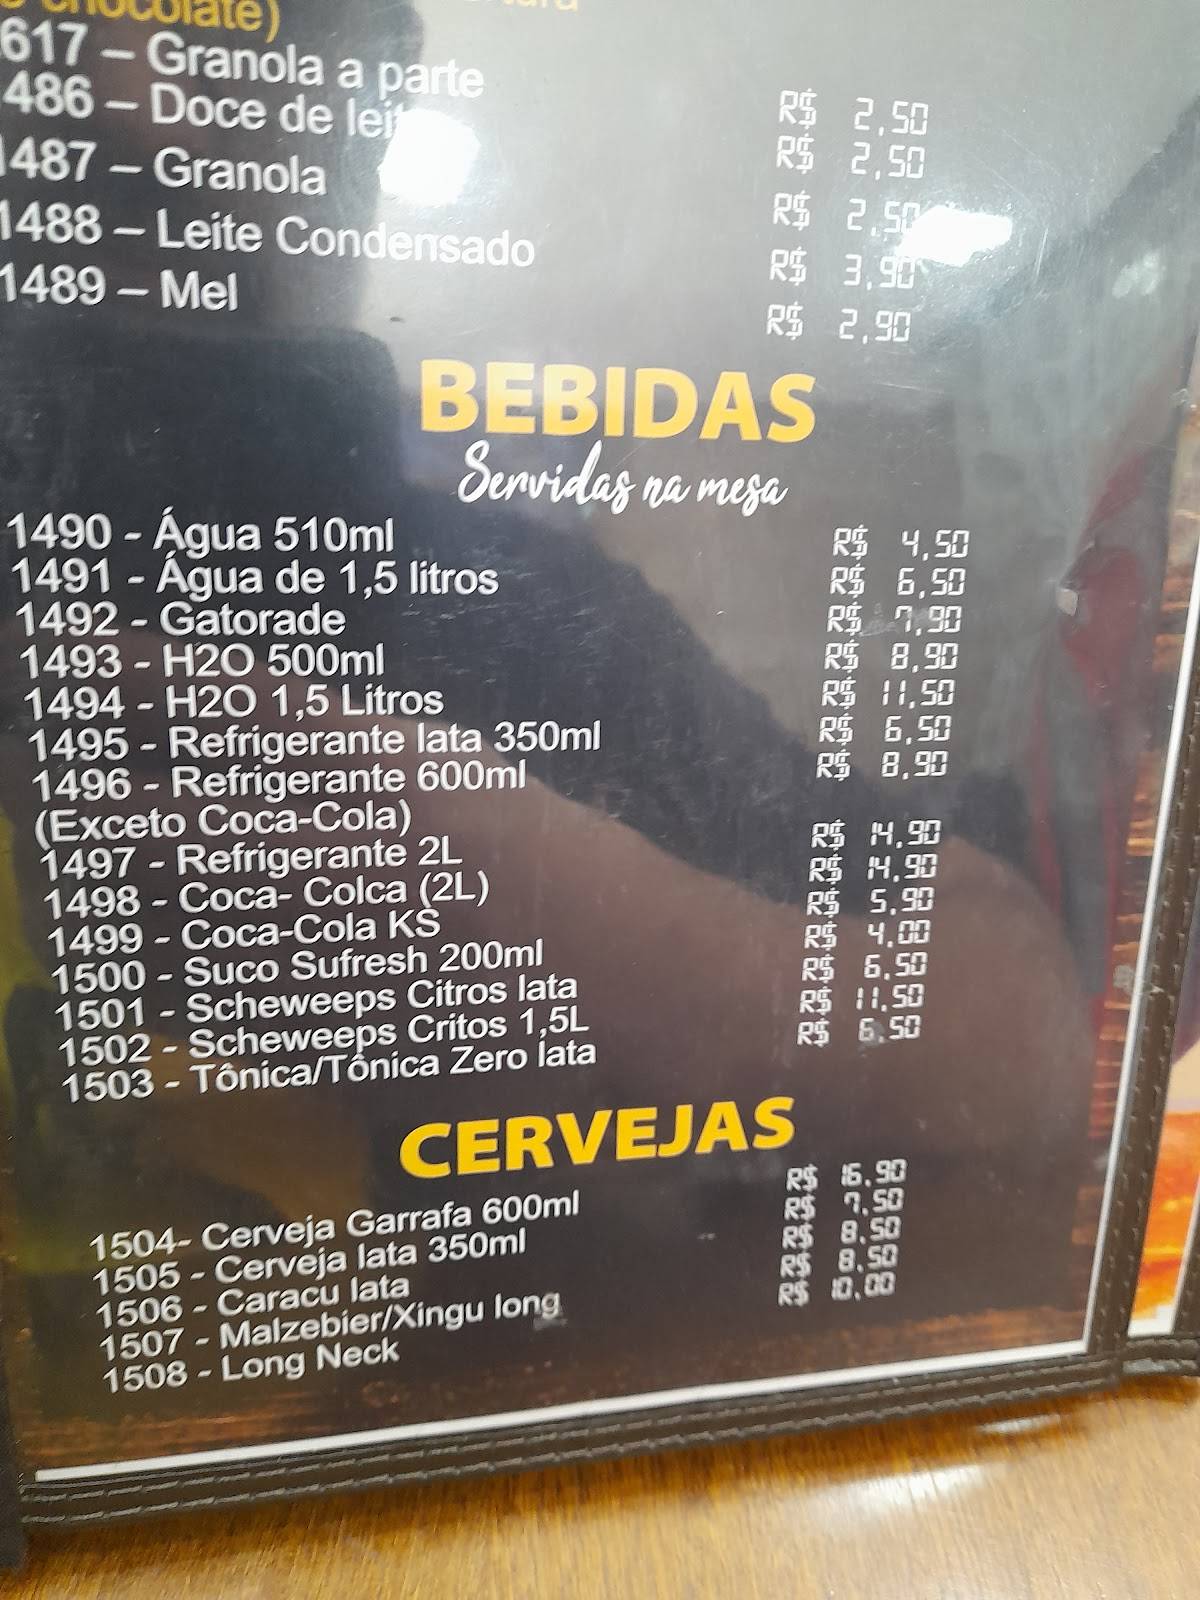 chocolate)
617 – Granola a parte R$ 2,50
486 – Doce de leite R$ 2,50
1487 – Granola R$ 2,50
1488 – Leite Condensado R$ 3,90
1489 – Mel R$ 2,90
BEBIDAS
Servidas na mesa
1490 - Água 510ml R$ 4,50
1491 - Água de 1,5 litros R$ 6,50
1492 - Gatorade R$ 7,90
1493 - H2O 500ml R$ 8,90
1494 - H2O 1,5 Litros R$ 11,50
1495 - Refrigerante lata 350ml R$ 6,50
1496 - Refrigerante 600ml R$ 8,90
(Exceto Coca-Cola)
1497 - Refrigerante 2L R$ 14,90
1498 - Coca- Colca (2L) R$ 14,90
1499 - Coca-Cola KS R$ 5,90
1500 - Suco Sufresh 200ml R$ 4,00
1501 - Scheweeps Citros lata R$ 6,50
1502 - Scheweeps Critos 1,5L R$ 11,50
1503 - Tônica/Tônica Zero lata R$ 6,50
CERVEJAS
1504- Cerveja Garrafa 600ml R$ 16,90
1505 - Cerveja lata 350ml R$ 7,50
1506 - Caracu lata R$ 8,50
1507 - Malzebier/Xingu long R$ 8,50
1508 - Long Neck R$ 10,00